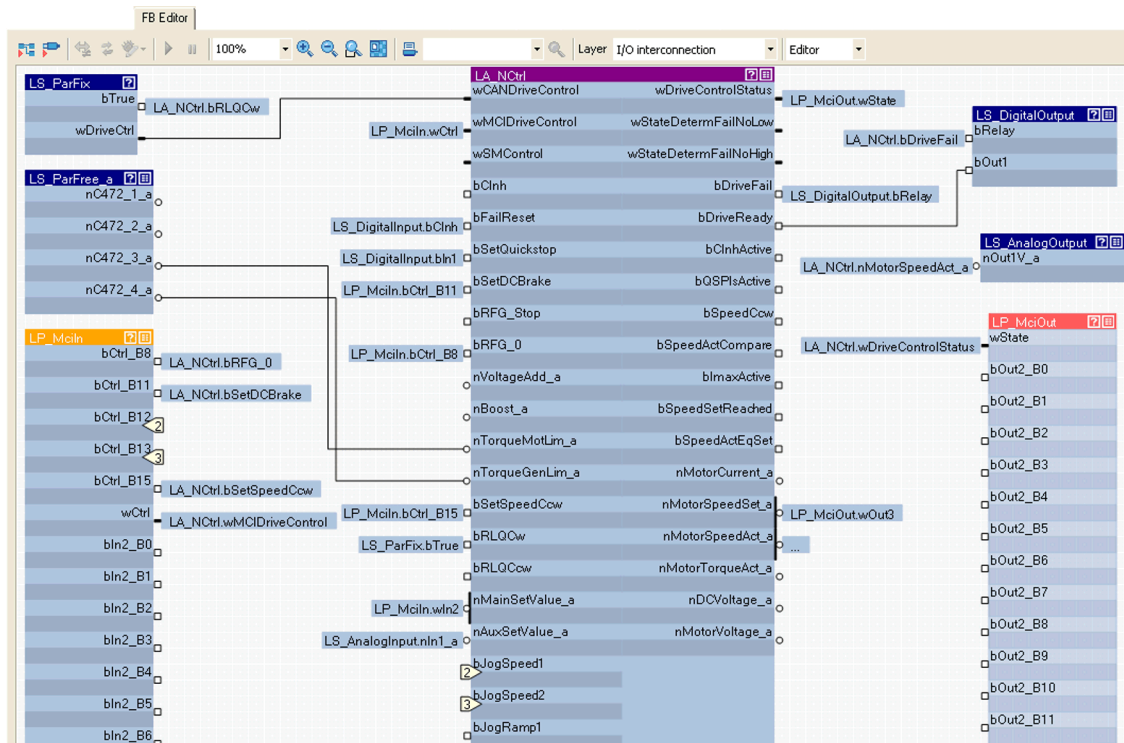 FB Editor
100%
Layer
I/O interconnection
Editor
LS_ParFix
bTrue
LA_NCtrl.bRLQCw
wDriveCtrl
LS_ParFree_a
nC472_1_a
nC472_2_a
nC472_3_a
nC472_4_a
LP_MciIn
bCtrl_B8
LA_NCtrl.bRFG_0
bCtrl_B11
LA_NCtrl.bSetDCBrake
bCtrl_B12
2
bCtrl_B13
3
bCtrl_B15
LA_NCtrl.bSetSpeedCcw
wCtrl
LA_NCtrl.wMCIDriveControl
bIn2_B0
bIn2_B1
bIn2_B2
bIn2_B3
bIn2_B4
bIn2_B5
bIn2_B6
LA_NCtrl
wCANDriveControl
LP_MciIn.wCtrl
wMCIDriveControl
wSMControl
bCInh
LS_DigitalInput.bCInh
bFailReset
LS_DigitalInput.bIn1
bSetQuickstop
LP_MciIn.bCtrl_B11
bSetDCBrake
bRFG_Stop
LP_MciIn.bCtrl_B8
bRFG_0
nVoltageAdd_a
nBoost_a
nTorqueMotLim_a
nTorqueGenLim_a
LP_MciIn.bCtrl_B15
bSetSpeedCcw
LS_ParFix.bTrue
bRLQCw
bRLQCcw
LP_MciIn.wIn2
nMainSetValue_a
LS_AnalogInput.nIn1_a
nAuxSetValue_a
bJogSpeed1
2
bJogSpeed2
3
bJogRamp1
wDriveControlStatus
LP_MciOut.wState
wStateDetermFailNoLow
wStateDetermFailNoHigh
bDriveFail
LS_DigitalOutput.bRelay
bDriveReady
bCInhActive
bQSPIsActive
bSpeedCcw
bSpeedActCompare
bImaxActive
bSpeedSetReached
bSpeedActEqSet
nMotorCurrent_a
nMotorSpeedSet_a
LP_MciOut.wOut3
nMotorSpeedAct_a
...
nMotorTorqueAct_a
nDCVoltage_a
nMotorVoltage_a
LS_DigitalOutput
bRelay
LA_NCtrl.bDriveFail
bOut1
LS_AnalogOutput
nOut1V_a
LA_NCtrl.nMotorSpeedAct_a
LP_MciOut
wState
LA_NCtrl.wDriveControlStatus
bOut2_B0
bOut2_B1
bOut2_B2
bOut2_B3
bOut2_B4
bOut2_B5
bOut2_B6
bOut2_B7
bOut2_B8
bOut2_B9
bOut2_B10
bOut2_B11